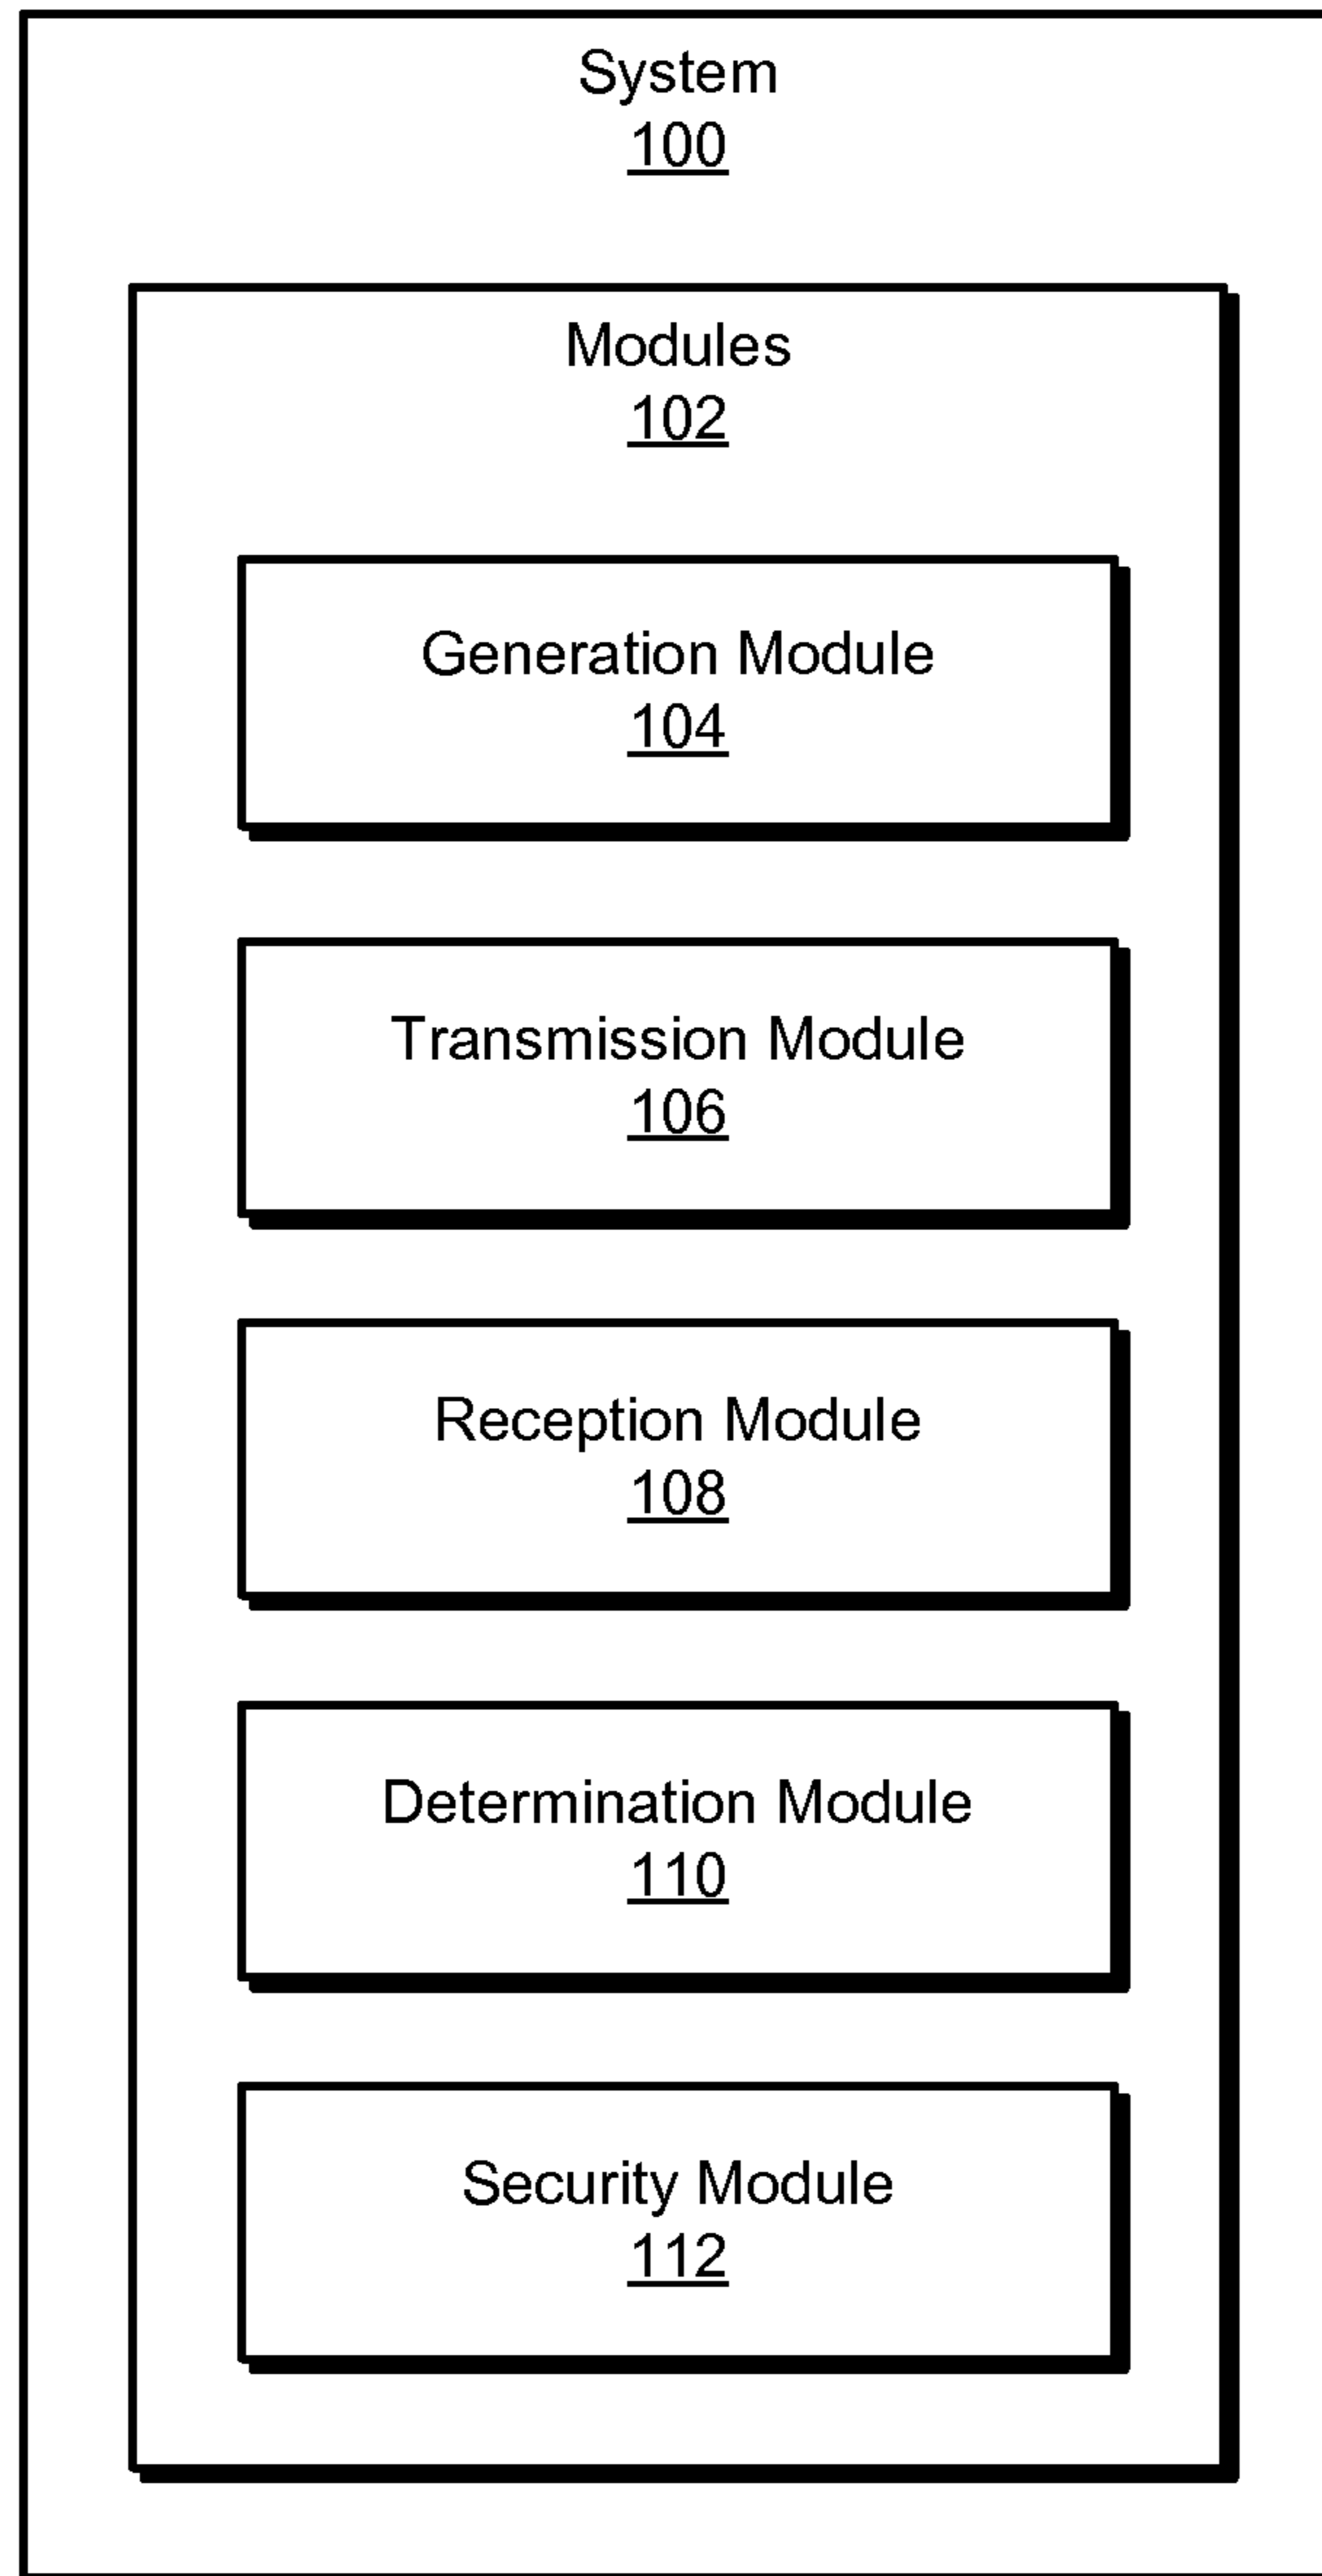 System
100
Modules
102
Generation Module
104
Transmission Module
106
Reception Module
108
Determination Module
110
Security Module
112